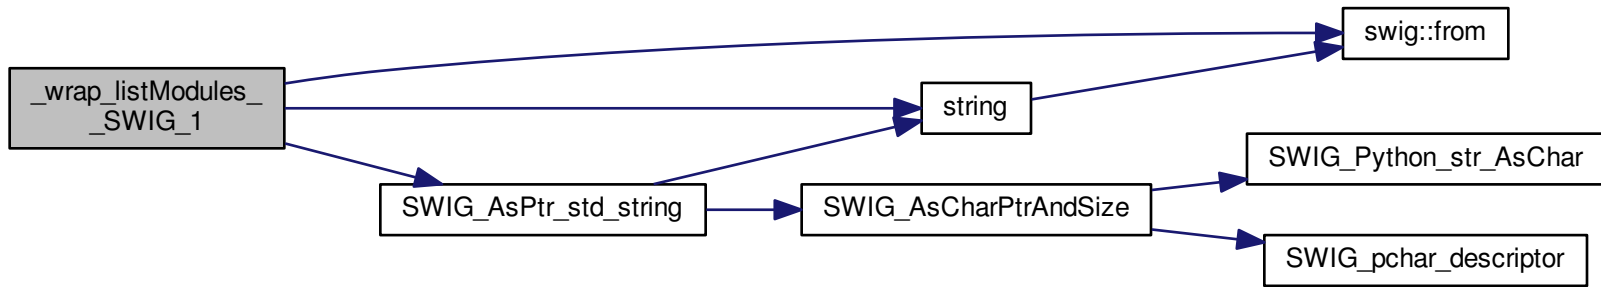 _wrap_listModules_
_SWIG_1
swig::from
string
SWIG_Python_str_AsChar
SWIG_AsPtr_std_string
SWIG_AsCharPtrAndSize
SWIG_pchar_descriptor